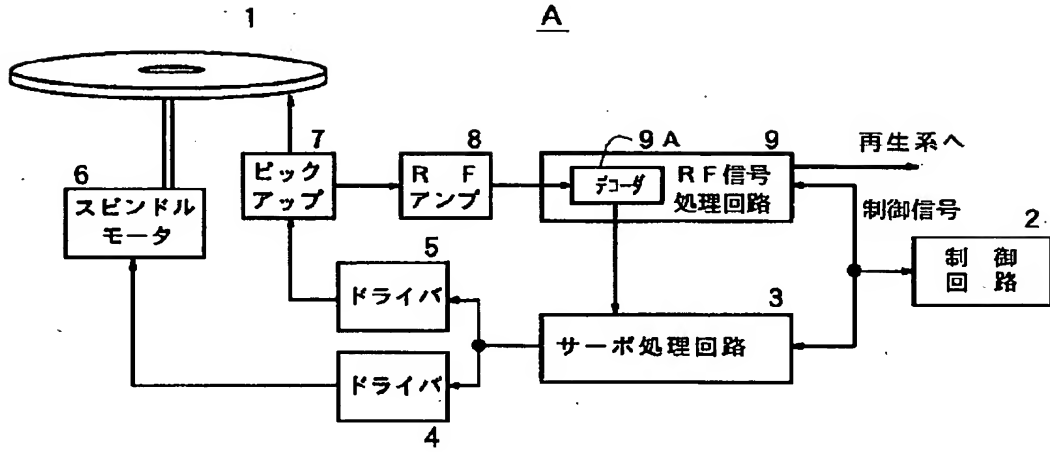 1
A
7
8
9A
9
再生系へ
6
ピック
アップ
R F
アンプ
デコーダ
RF信号
処理回路
スピンドル
モータ
制御信号
2
制 御
回 路
5
ドライバ
3
サーボ処理回路
ドライバ
4